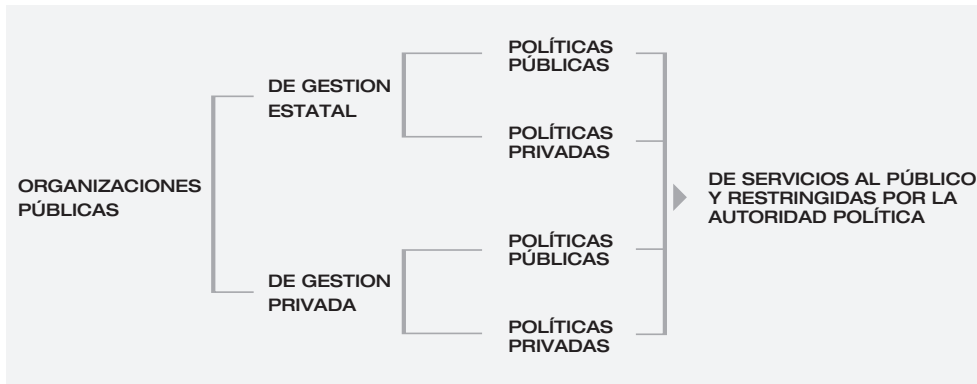 ORGANIZACIONES
PÚBLICAS
DE GESTION
ESTATAL
POLÍTICAS
PÚBLICAS
POLÍTICAS
PRIVADAS
DE GESTION
PRIVADA
POLÍTICAS
PÚBLICAS
POLÍTICAS
PRIVADAS
DE SERVICIOS AL PÚBLICO
Y RESTRINGIDAS POR LA
AUTORIDAD POLÍTICA